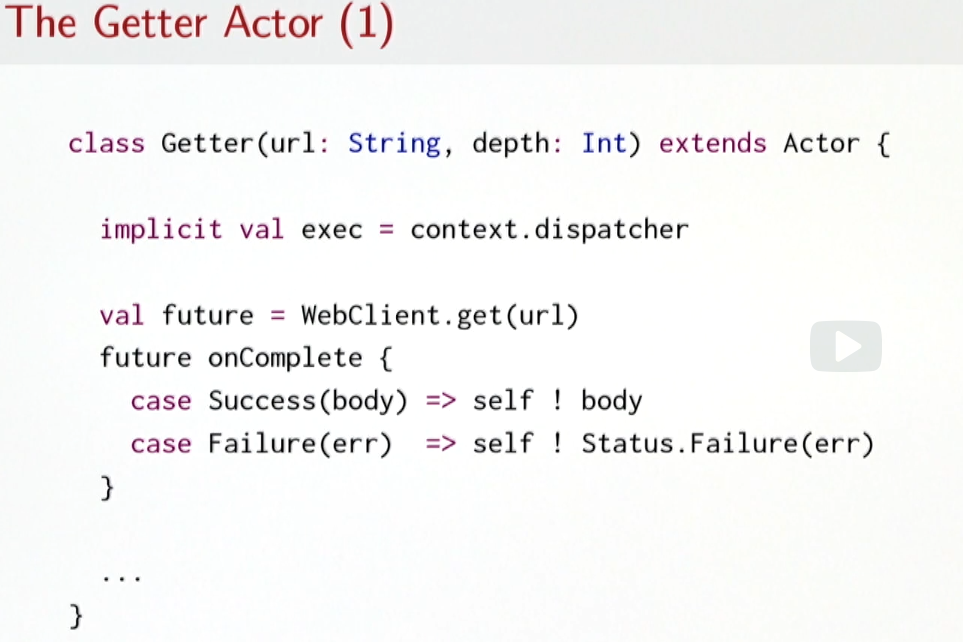 The Getter Actor (1)
class Getter(url: String, depth: Int) extends Actor {
implicit val exec = context.dispatcher
val future = WebClient.get(url)
future onComplete {
case Success(body) => self ! body
case Failure(err) => self ! Status.Failure(err)
}
...
}